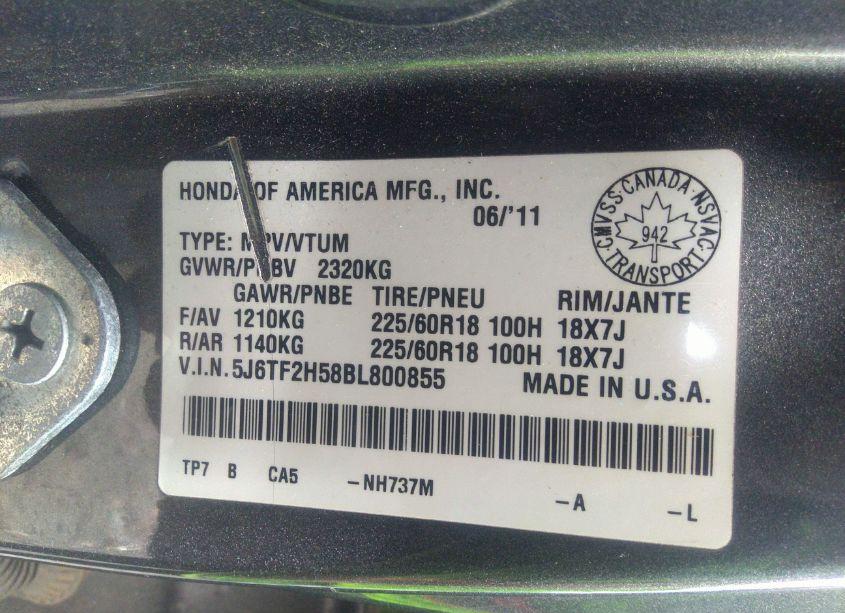 HONDA OF AMERICA MFG., INC.
06/'11
TYPE: MPV/VTUM
GVWR/PNBV 2320KG
GAWR/PNBE TIRE/PNEU RIM/JANTE
F/AV 1210KG 225/60R18 100H 18X7J
R/AR 1140KG 225/60R18 100H 18X7J
V.I.N. 5J6TF2H58BL800855 MADE IN U.S.A.
TP7 B CA5 -NH737M -A -L
CMVSS · CANADA · NSVAC
942
TRANSPORT